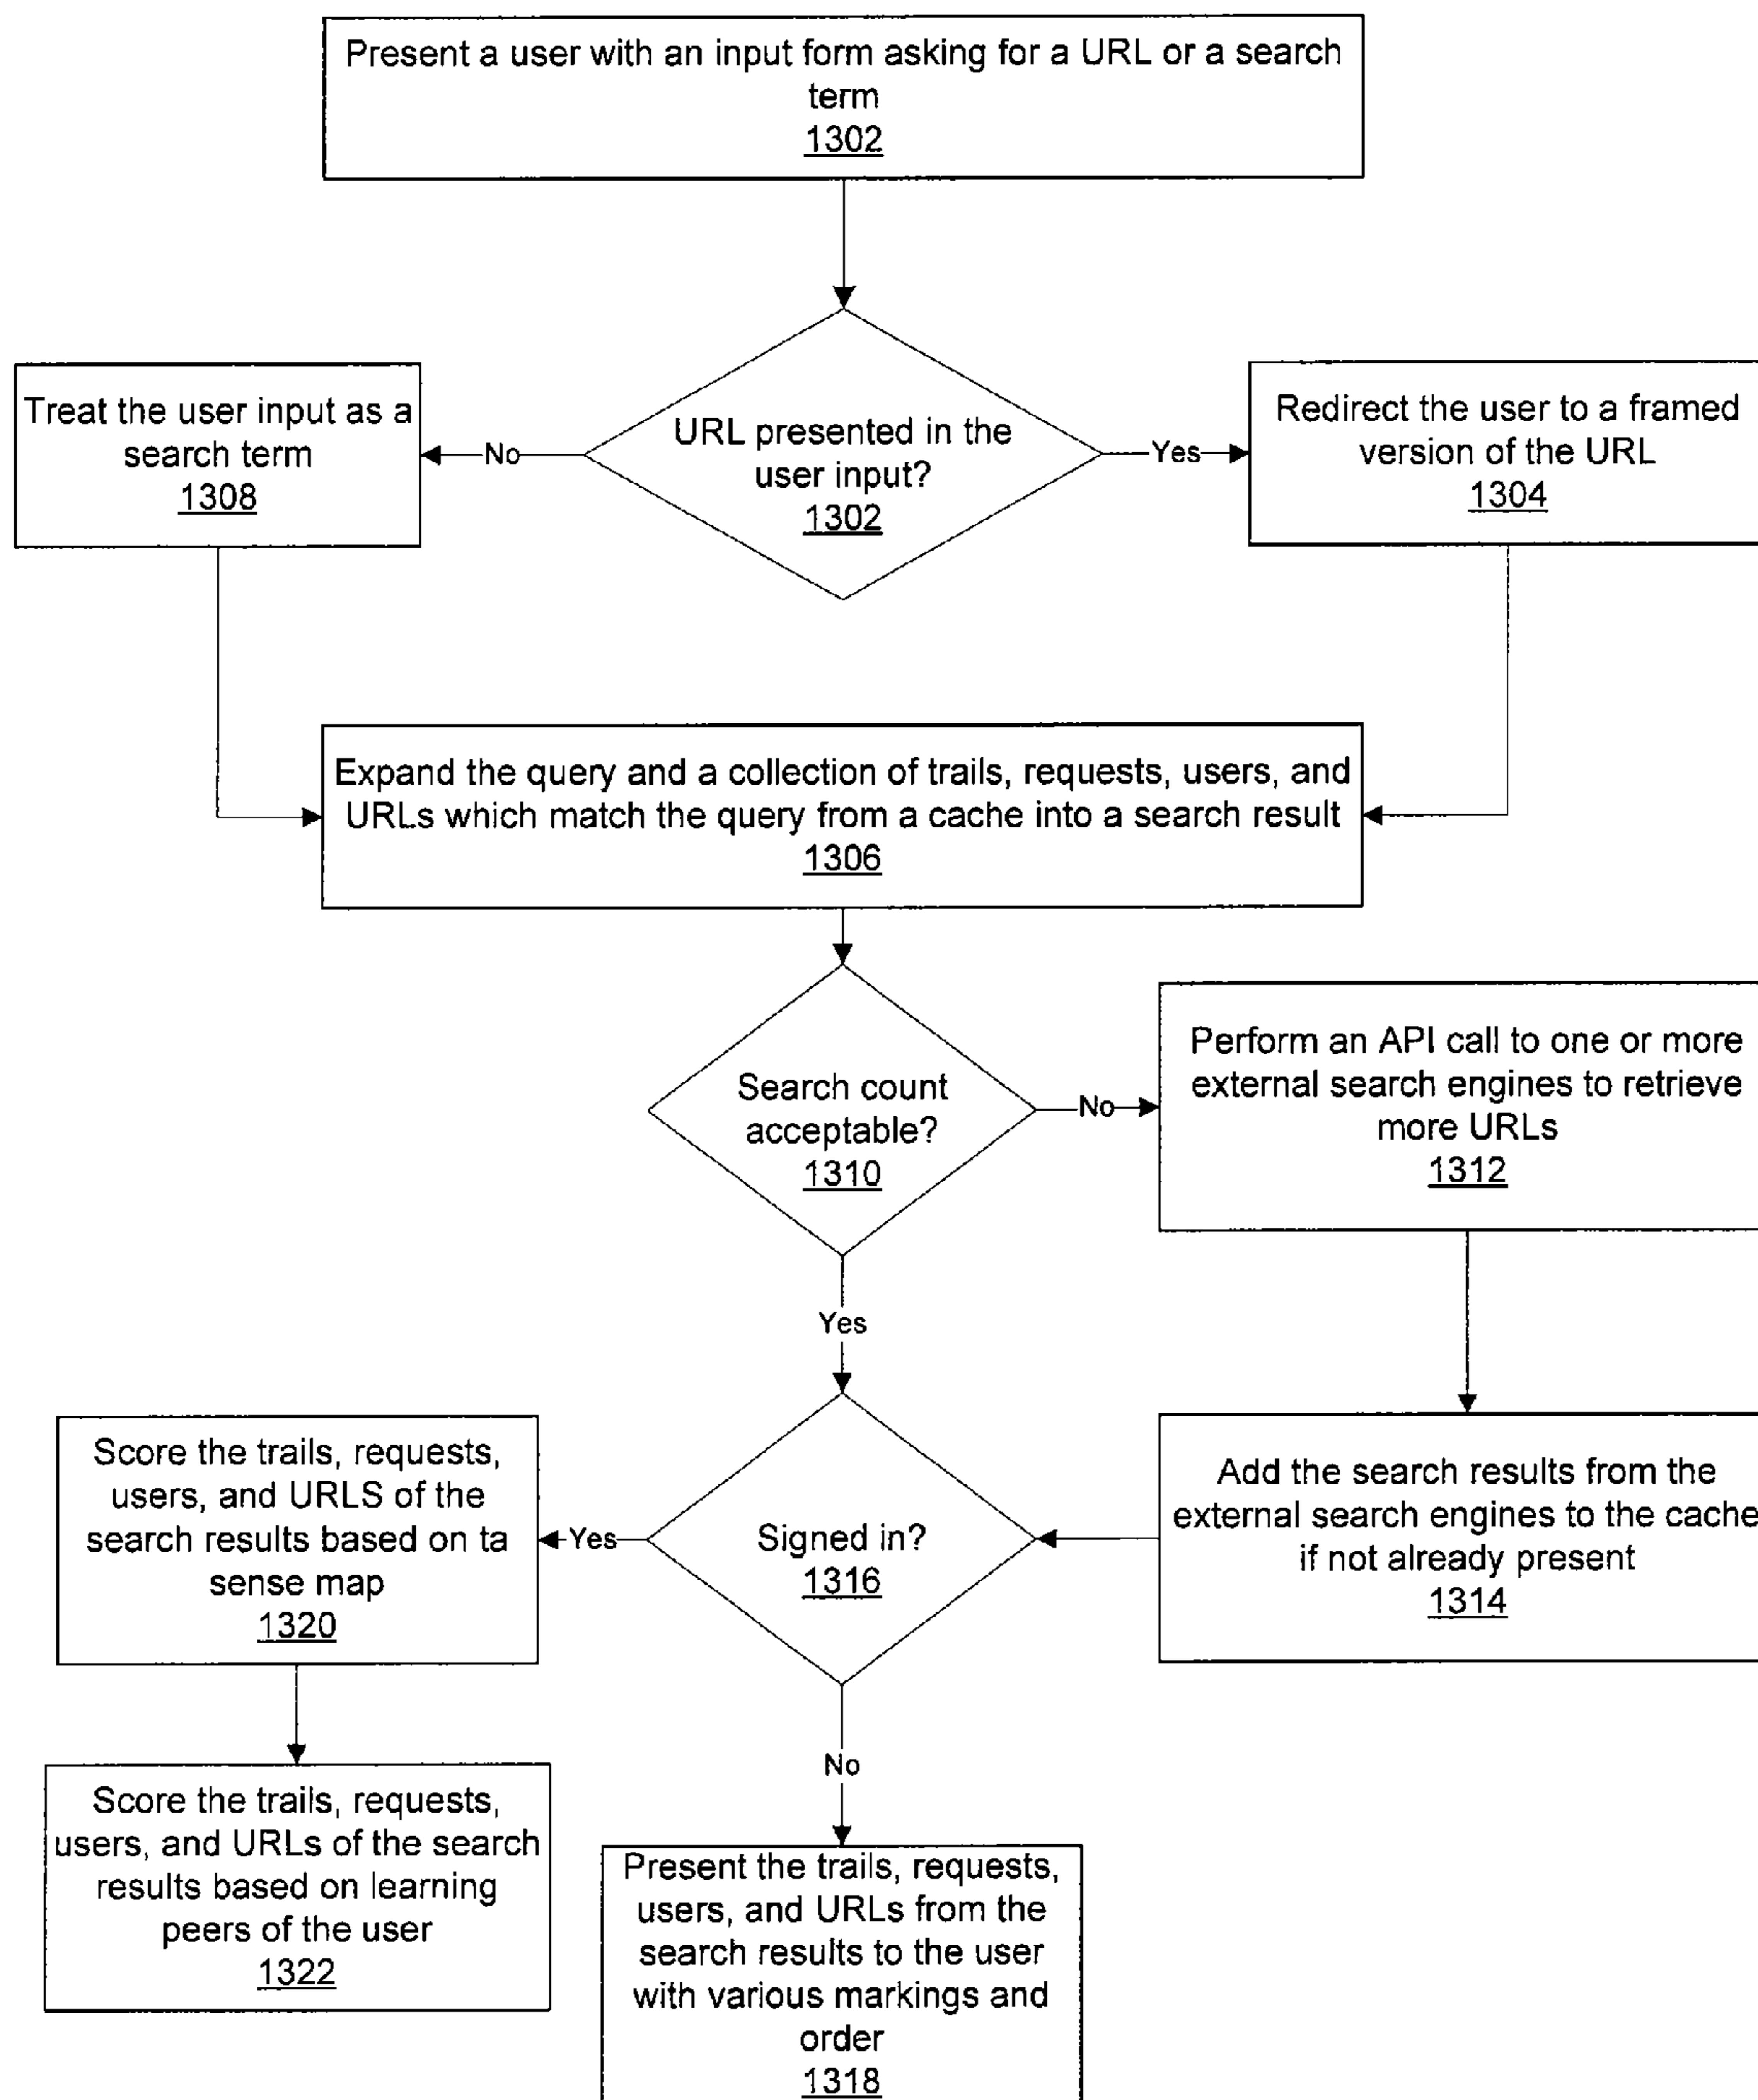 Present a user with an input form asking for a URL or a search
term
1302
URL presented in the
user input?
1302
No
Yes
Treat the user input as a
search term
1308
Redirect the user to a framed
version of the URL
1304
Expand the query and a collection of trails, requests, users, and
URLs which match the query from a cache into a search result
1306
Search count
acceptable?
1310
No
Perform an API call to one or more
external search engines to retrieve
more URLs
1312
Yes
Add the search results from the
external search engines to the cache
if not already present
1314
Signed in?
1316
Yes
Score the trails, requests,
users, and URLS of the
search results based on ta
sense map
1320
Score the trails, requests,
users, and URLs of the search
results based on learning
peers of the user
1322
No
Present the trails, requests,
users, and URLs from the
search results to the user
with various markings and
order
1318